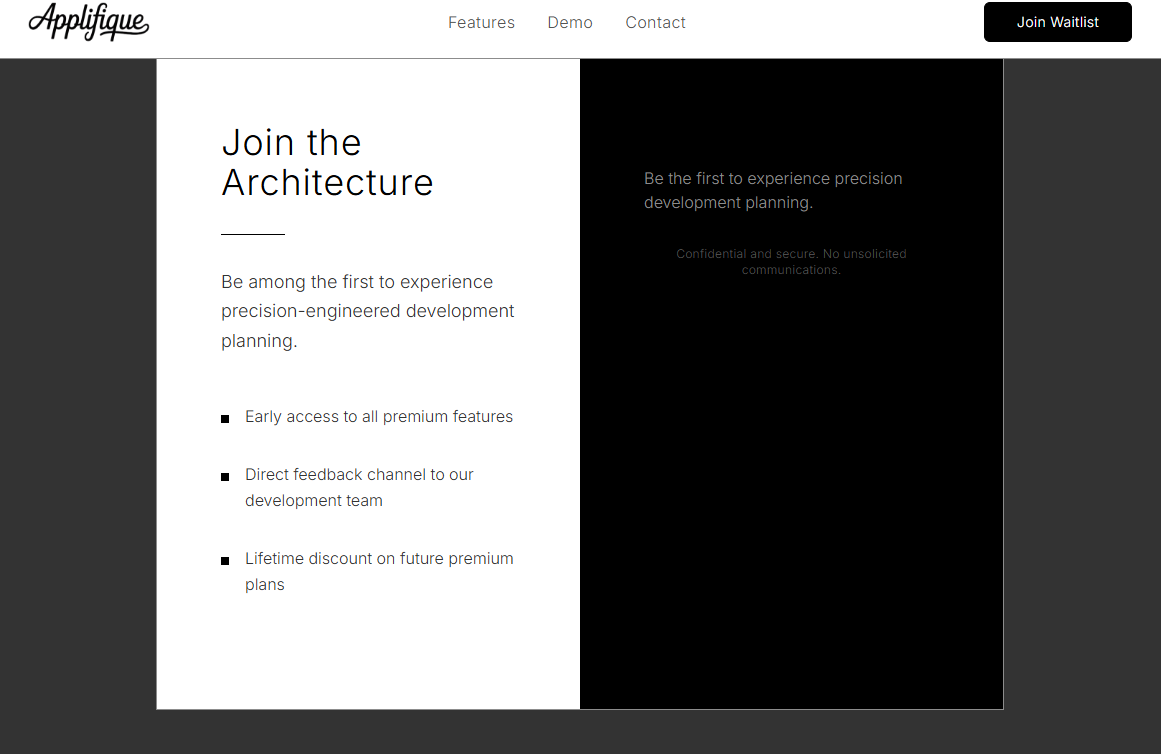 Applifique
Features
Demo
Contact
Join Waitlist
Join the
Architecture
Be among the first to experience
precision-engineered development
planning.
Early access to all premium features
Direct feedback channel to our
development team
Lifetime discount on future premium
plans
Be the first to experience precision
development planning.
Confidential and secure. No unsolicited
communications.